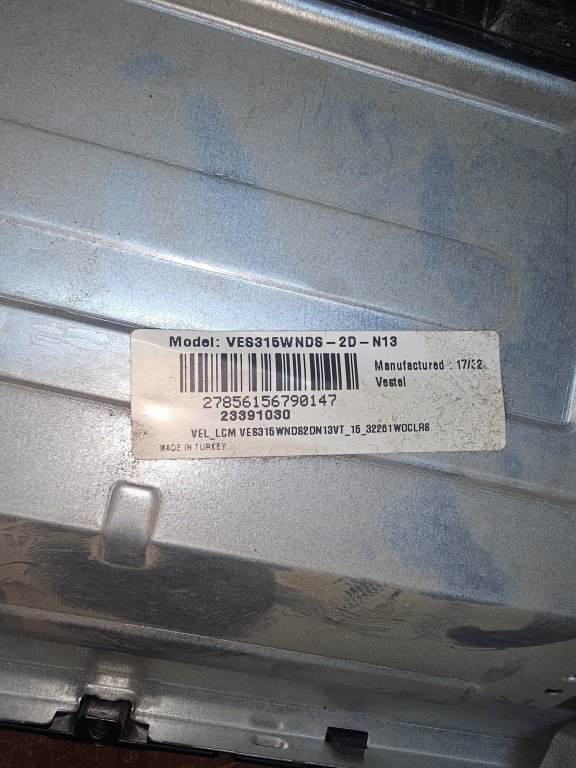 Model: VES315WNDS-2D-N13
Manufactured : 17/32
Vestel
27856156790147
23391030
VEL_LCM VES315WNDS2DN13VT_15_32261WOCLRS
MADE IN TURKEY